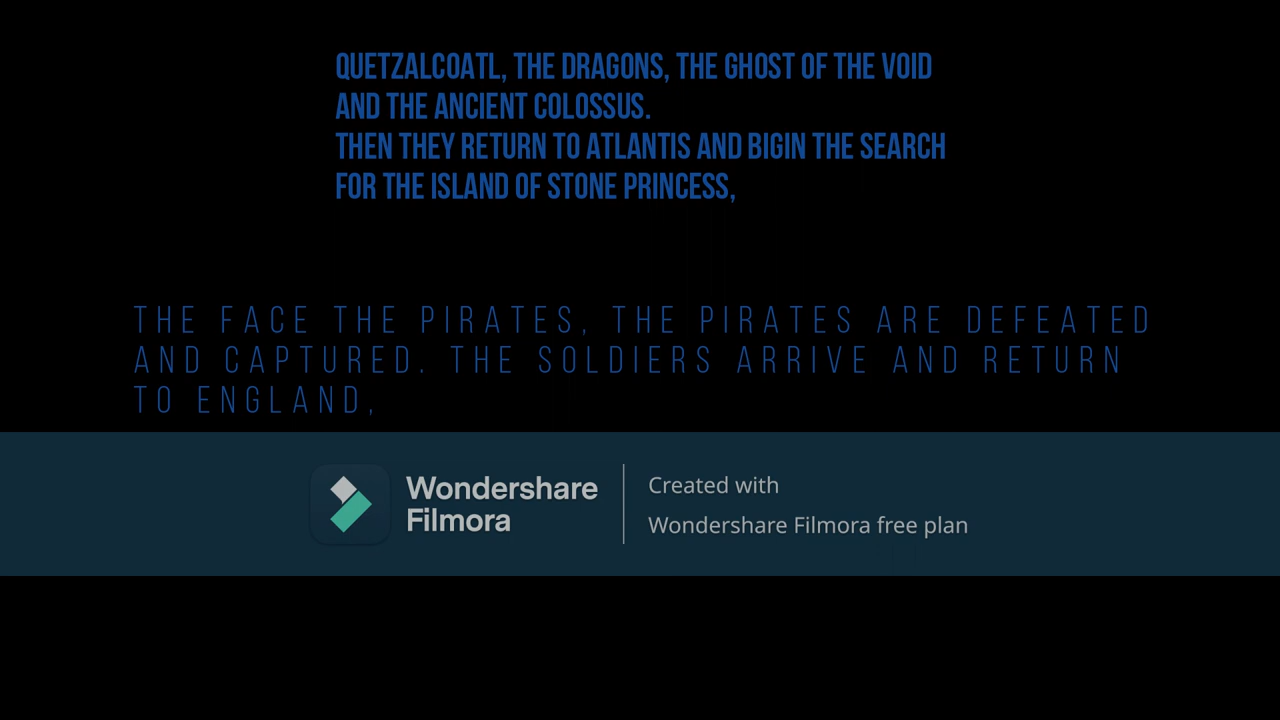 QUETZALCOATL, THE DRAGONS, THE GHOST OF THE VOID
AND THE ANCIENT COLOSSUS.
THEN THEY RETURN TO ATLANTIS AND BIGIN THE SEARCH
FOR THE ISLAND OF STONE PRINCESS,
THE FACE THE PIRATES, THE PIRATES ARE DEFEATED
AND CAPTURED. THE SOLDIERS ARRIVE AND RETURN
TO ENGLAND,
Wondershare
Filmora
Created with
Wondershare Filmora free plan